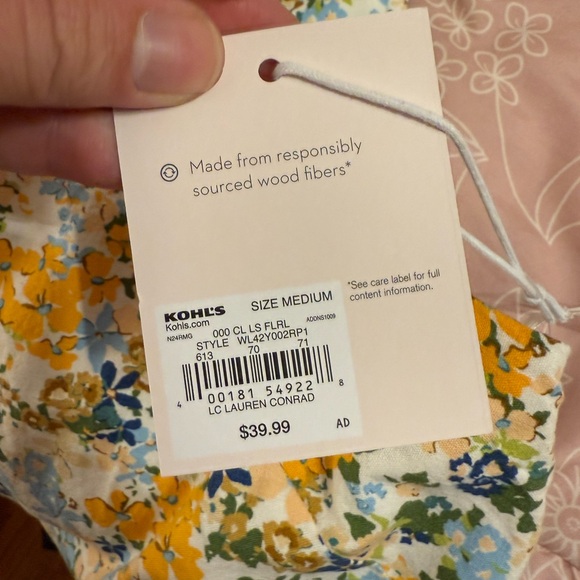 Made from responsibly
sourced wood fibers*
*See care label for full
content information.
KOHL'S SIZE MEDIUM
Kohls.com
N24RMG 000 CL LS FLRL ADDNS1009
STYLE WL42Y002RP1
613 70 71
4 00181 54922 8
LC LAUREN CONRAD
$39.99 AD